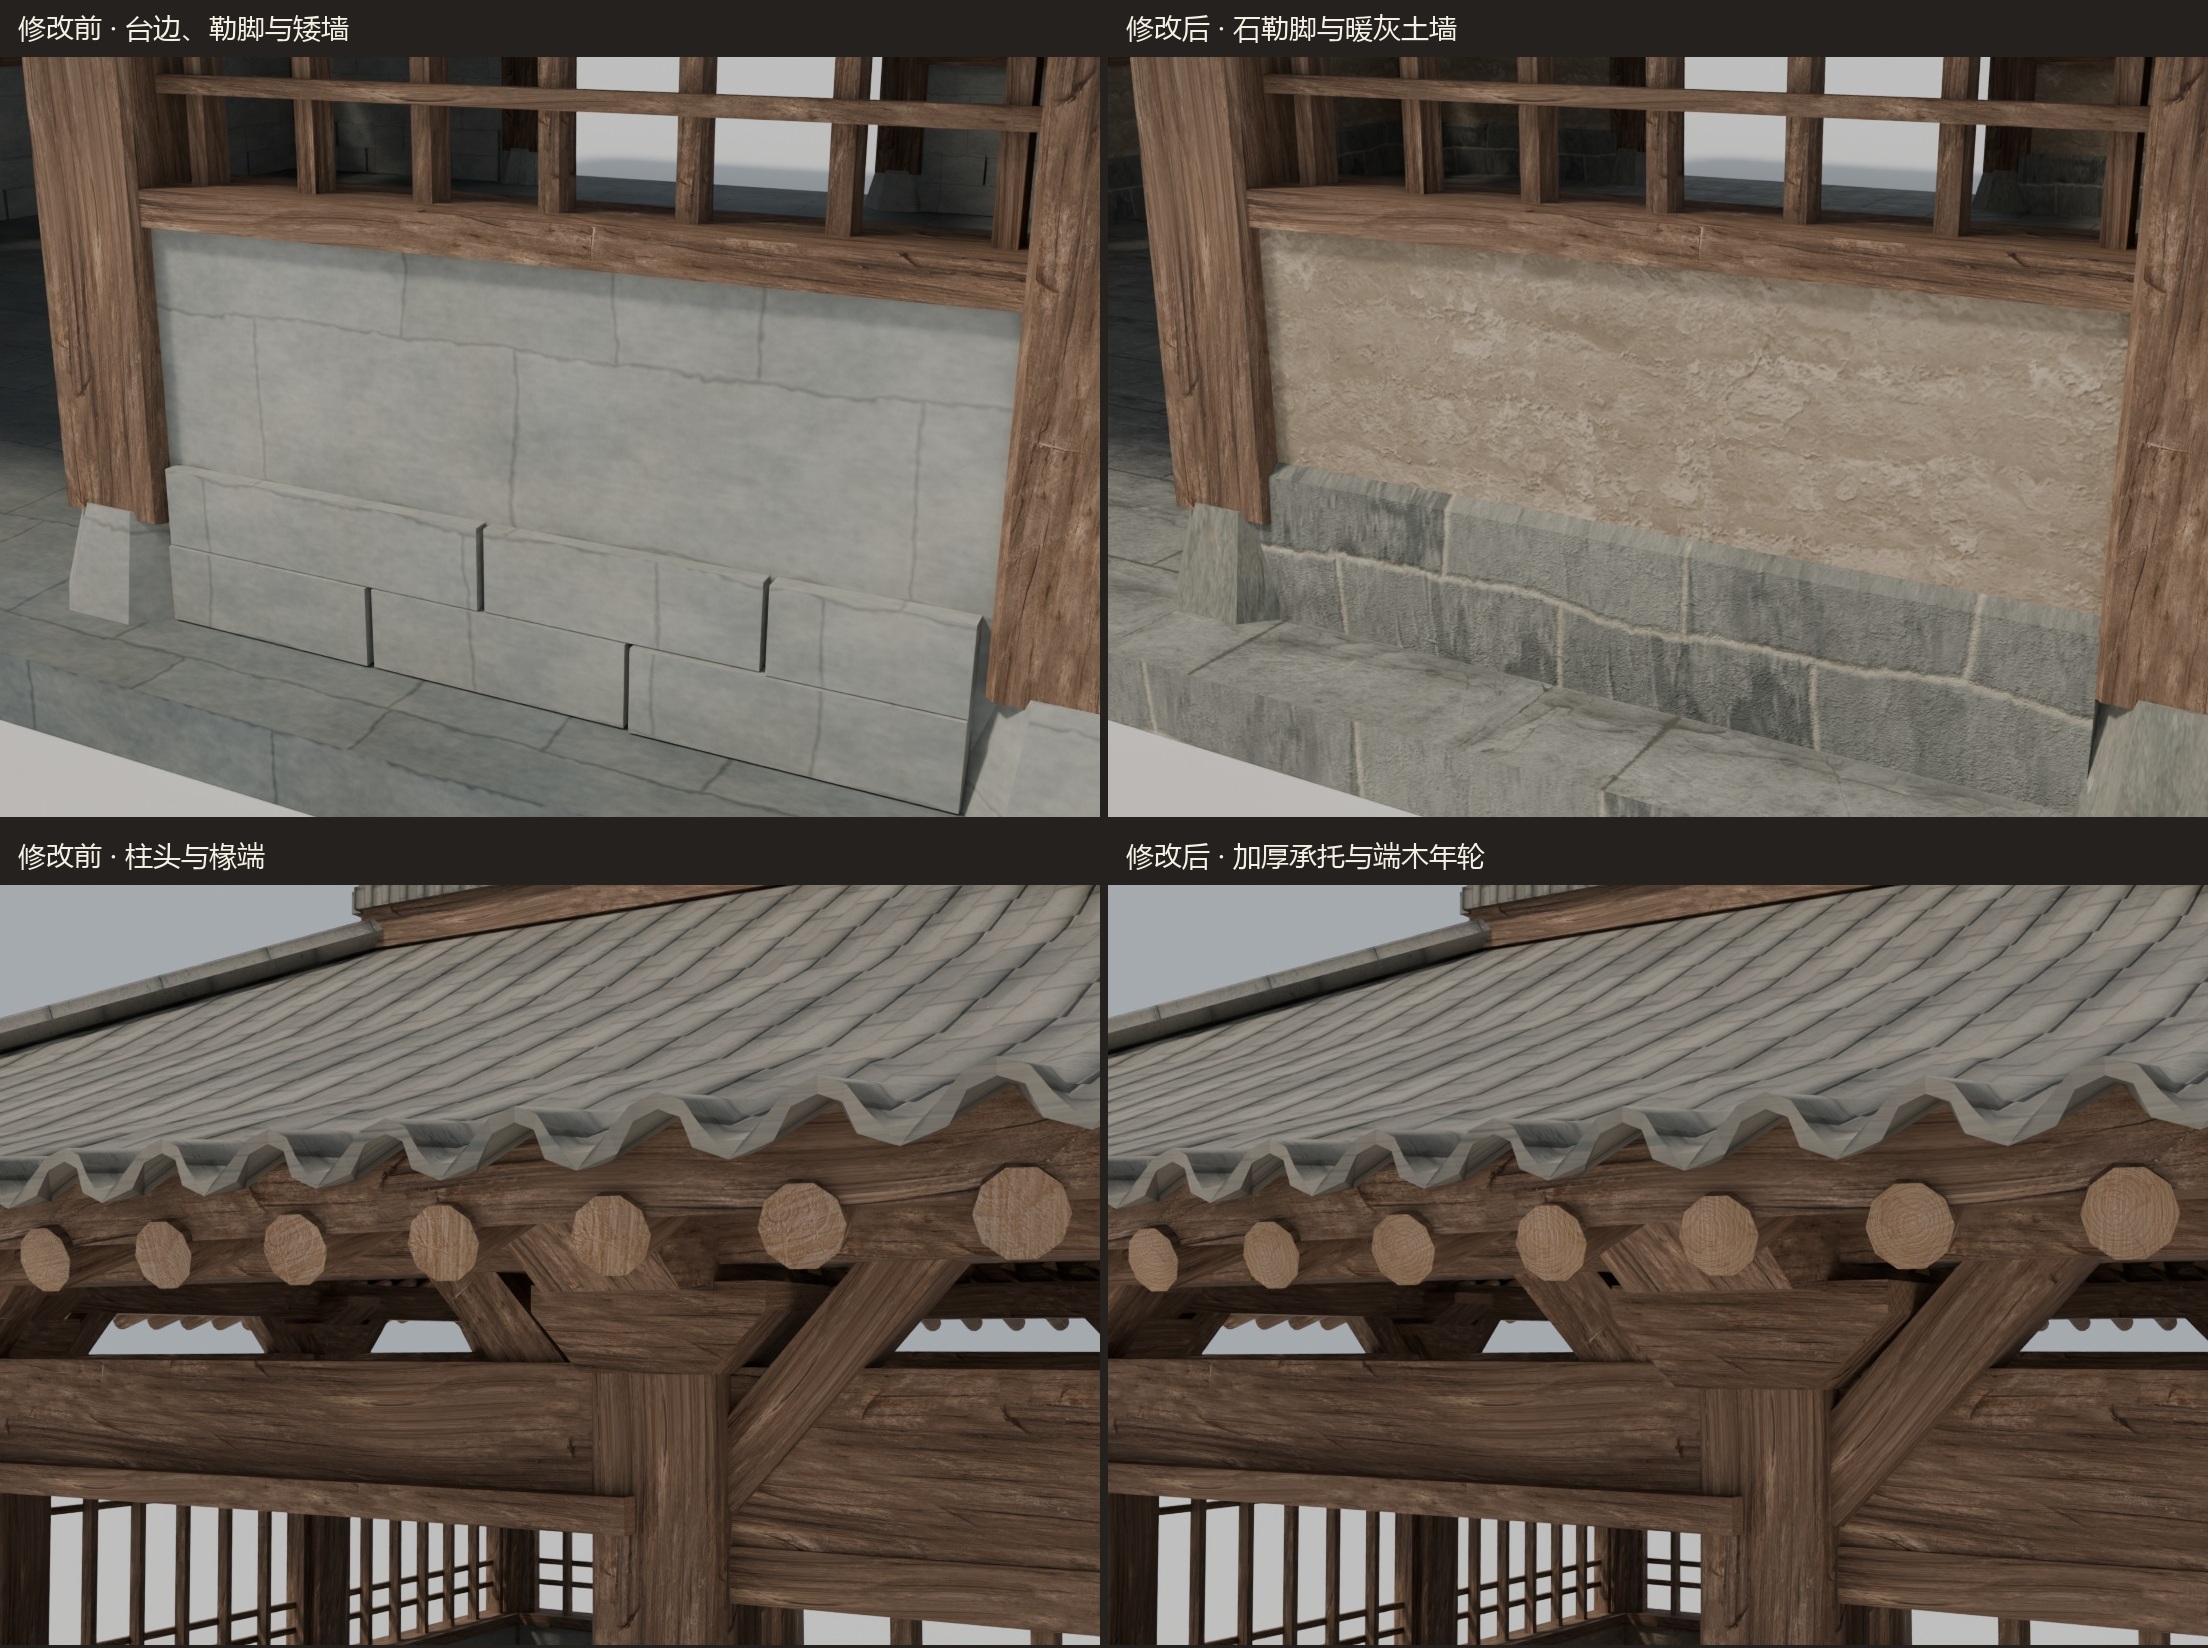 修改前 · 台边、勒脚与矮墙
修改后 · 石勒脚与暖灰土墙
修改前 · 柱头与椽端
修改后 · 加厚承托与端木年轮